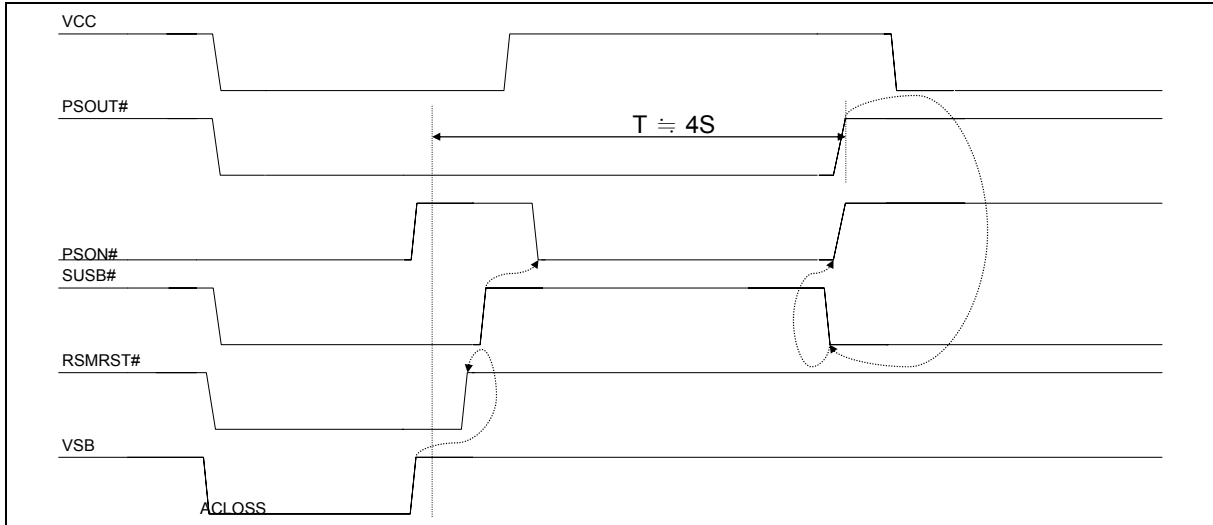 VCC
PSOUT#
T ≒ 4S
PSON#
SUSB#
RSMRST#
VSB
ACLOSS